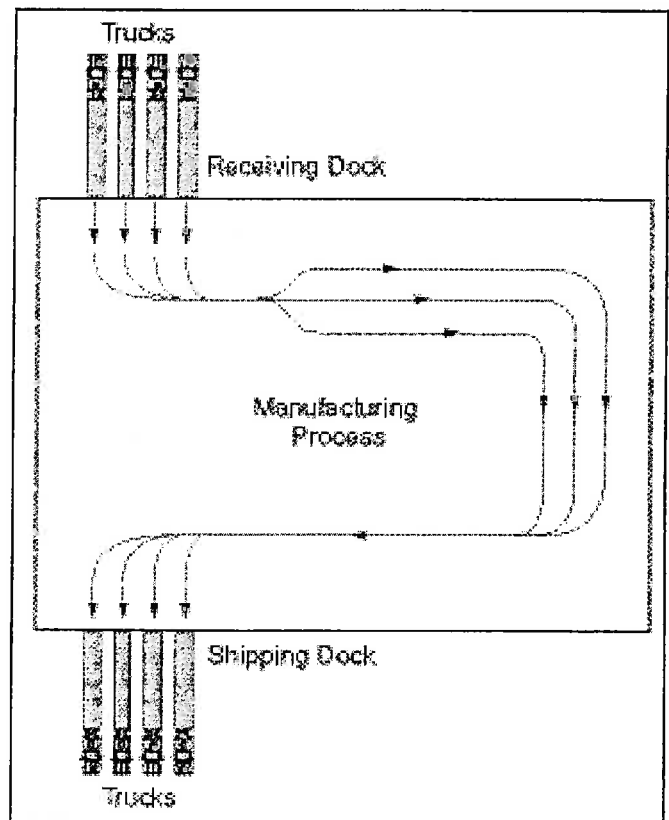 Trucks
Receiving Dock
Manufacturing
Process
Shipping Dock
Trucks